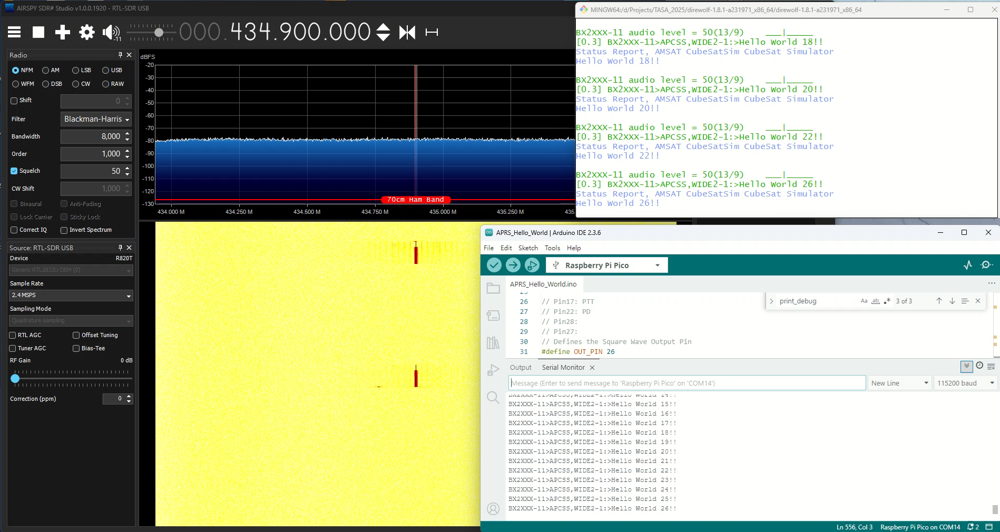 AIRSPY SDR# Studio v1.0.0.1920 - RTL-SDR USB
-11
000.434.900.000
Radio
NFM AM LSB USB
WFM DSB CW RAW
Shift 0
Filter Blackman-Harris
Bandwidth 8,000
Order 1,000
Squelch 50
CW Shift 1,000
Binaural Anti-Fading
Lock Carrier Sticky Lock
Correct IQ Invert Spectrum
Source: RTL-SDR USB
Device R820T
Generic RTL2832U OEM (0)
Sample Rate
2.4 MSPS
Sampling Mode
Quadrature sampling
RTL AGC Offset Tuning
Tuner AGC Bias-Tee
RF Gain 0 dB
Correction (ppm) 0
dBFS
-20
-30
-40
-50
-60
-70
-80
-90
-100
-110
-120
-130
70cm Ham Band
434.000 M 434.250 M 434.500 M 434.750 M 435.000 M 435.250 M 435.
MINGW64:/d/Projects/TASA_2025/direwolf-1.8.1-a231971_x86_64/direwolf-1.8.1-a231971_x86_64
BX2XXX-11 audio level = 50(13/9) ___|_____
[0.3] BX2XXX-11>APCSS,WIDE2-1:>Hello World 18!!
Status Report, AMSAT CubeSatSim CubeSat Simulator
Hello World 18!!
BX2XXX-11 audio level = 50(13/9) ___|_____
[0.3] BX2XXX-11>APCSS,WIDE2-1:>Hello World 20!!
Status Report, AMSAT CubeSatSim CubeSat Simulator
Hello World 20!!
BX2XXX-11 audio level = 50(13/9) ___|_____
[0.3] BX2XXX-11>APCSS,WIDE2-1:>Hello World 22!!
Status Report, AMSAT CubeSatSim CubeSat Simulator
Hello World 22!!
BX2XXX-11 audio level = 50(13/9) ___|_____
[0.3] BX2XXX-11>APCSS,WIDE2-1:>Hello World 26!!
Status Report, AMSAT CubeSatSim CubeSat Simulator
Hello World 26!!
APRS_Hello_World | Arduino IDE 2.3.6
File Edit Sketch Tools Help
Raspberry Pi Pico
APRS_Hello_World.ino
25
26 // Pin17: PTT
27 // Pin22: PD
28 // Pin28:
29 // Pin27:
30 // Defines the Square Wave Output Pin
31 #define OUT_PIN 26
print_debug Aa ab .* 3 of 3
Output Serial Monitor
Message (Enter to send message to 'Raspberry Pi Pico' on 'COM14')
New Line 115200 baud
BX2XXX-11>APCSS,WIDE2-1:>Hello World 14!!
BX2XXX-11>APCSS,WIDE2-1:>Hello World 15!!
BX2XXX-11>APCSS,WIDE2-1:>Hello World 16!!
BX2XXX-11>APCSS,WIDE2-1:>Hello World 17!!
BX2XXX-11>APCSS,WIDE2-1:>Hello World 18!!
BX2XXX-11>APCSS,WIDE2-1:>Hello World 19!!
BX2XXX-11>APCSS,WIDE2-1:>Hello World 20!!
BX2XXX-11>APCSS,WIDE2-1:>Hello World 21!!
BX2XXX-11>APCSS,WIDE2-1:>Hello World 22!!
BX2XXX-11>APCSS,WIDE2-1:>Hello World 23!!
BX2XXX-11>APCSS,WIDE2-1:>Hello World 24!!
BX2XXX-11>APCSS,WIDE2-1:>Hello World 25!!
BX2XXX-11>APCSS,WIDE2-1:>Hello World 26!!
Ln 556, Col 3 Raspberry Pi Pico on COM14 2